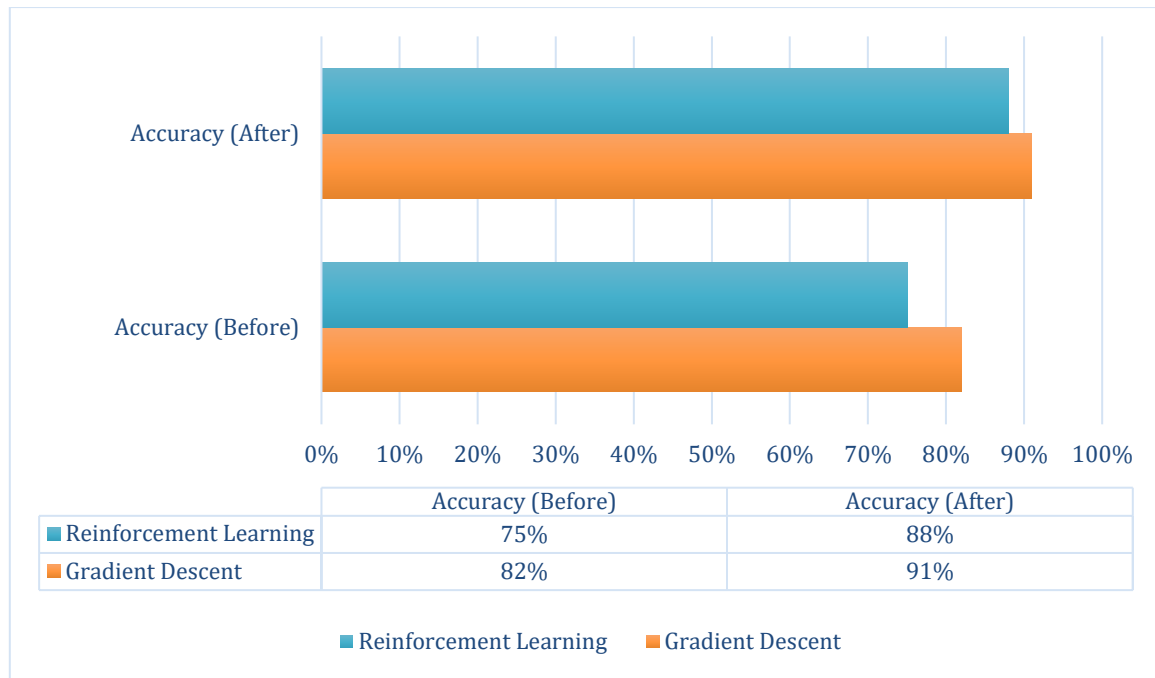 Accuracy (After)
Accuracy (Before)
0% 10% 20% 30% 40% 50% 60% 70% 80% 90% 100%
Accuracy (Before) Accuracy (After)
Reinforcement Learning 75% 88%
Gradient Descent 82% 91%
Reinforcement Learning Gradient Descent